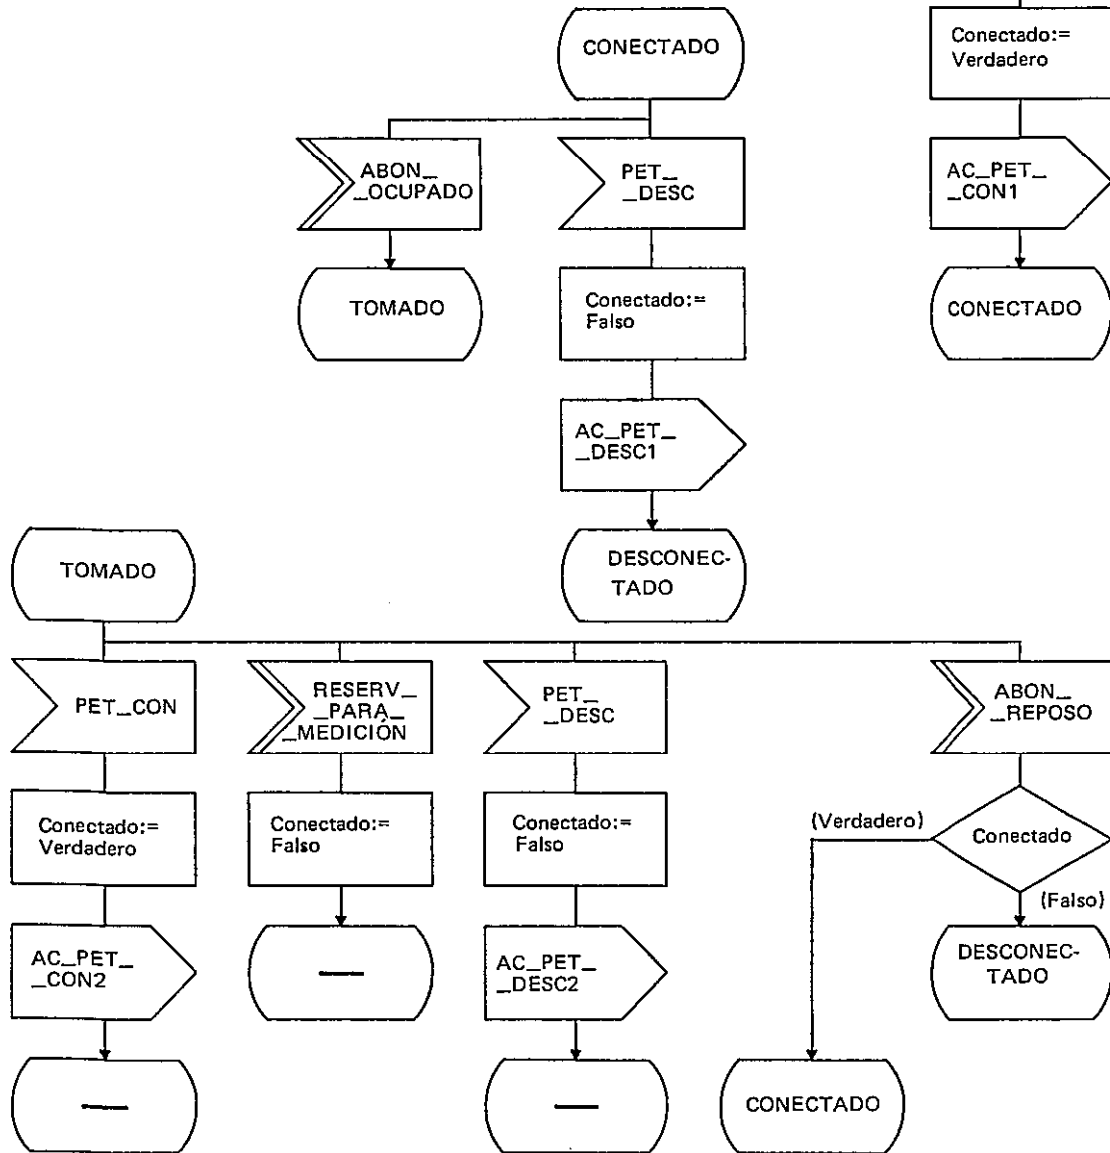 CONECTADO
Conectado:=
Verdadero
ABON_
_OCUPADO
PET_
_DESC
AC_PET_
_CON1
TOMADO
Conectado:=
Falso
CONECTADO
AC_PET_
_DESC1
DESCONEC-
TADO
TOMADO
PET_CON
RESERV_
_PARA_
_MEDICIÓN
PET_
_DESC
ABON_
_REPOSO
Conectado:=
Verdadero
Conectado:=
Falso
Conectado:=
Falso
(Verdadero)
Conectado
(Falso)
AC_PET_
_CON2
—
AC_PET_
_DESC2
DESCONEC-
TADO
—
—
CONECTADO